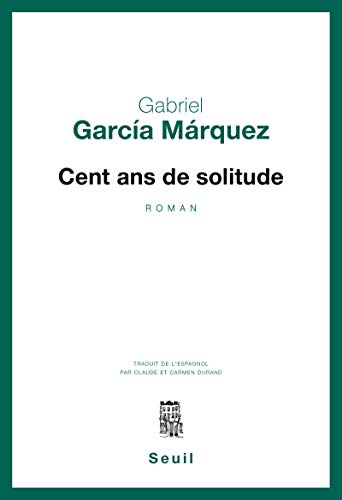 Gabriel
García Márquez
Cent ans de solitude
ROMAN
TRADUIT DE L'ESPAGNOL
PAR CLAUDE ET CARMEN DURAND
Seuil